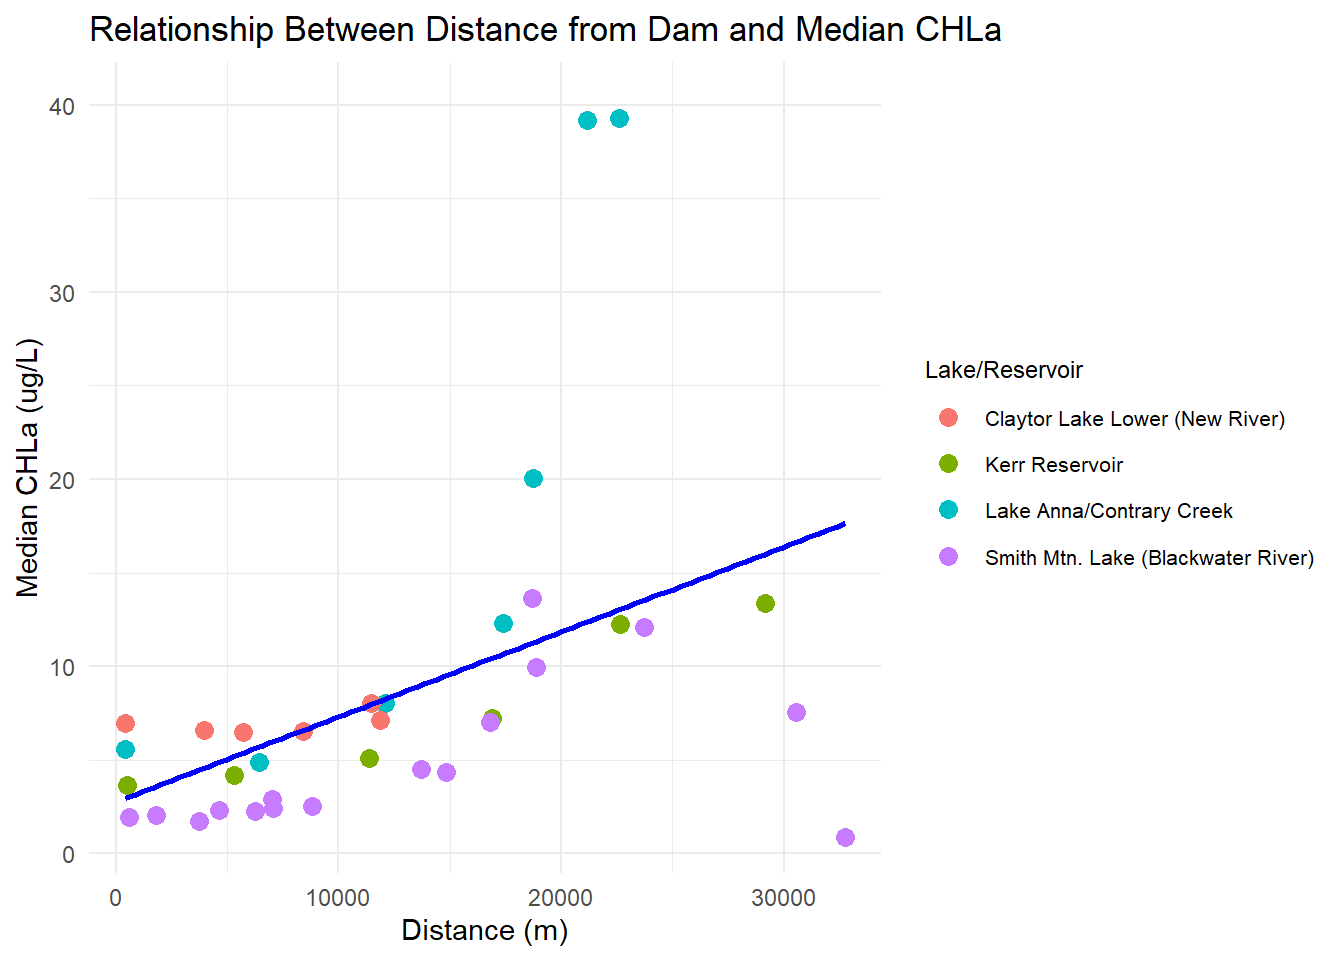 Relationship Between Distance from Dam and Median CHLa
40
30
20
10
0
Median CHLa (ug/L)
0 10000 20000 30000
Distance (m)
Lake/Reservoir
Claytor Lake Lower (New River)
Kerr Reservoir
Lake Anna/Contrary Creek
Smith Mtn. Lake (Blackwater River)